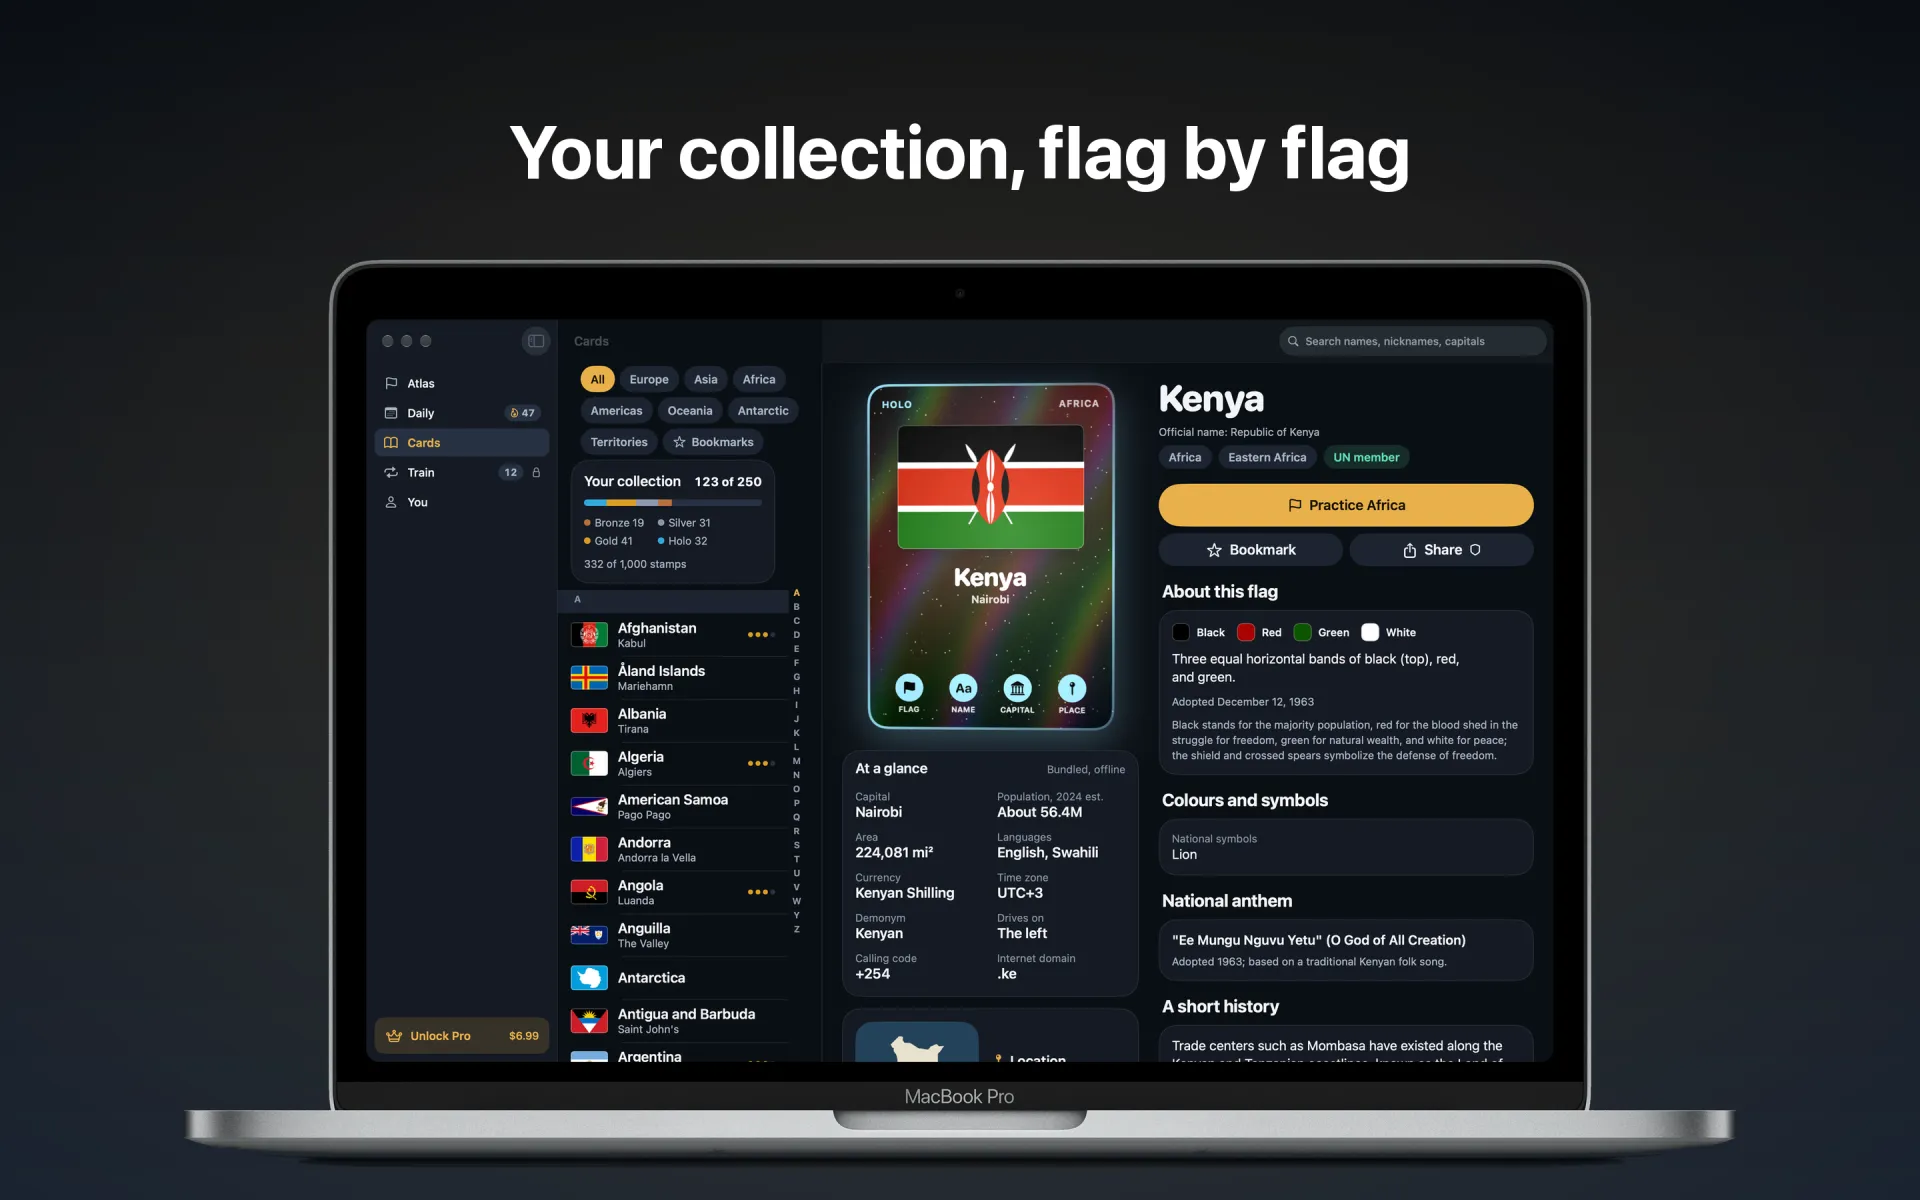 Your collection, flag by flag
Cards
Search names, nicknames, capitals
Atlas
Daily 47
Cards
Train 12
You
Unlock Pro $6.99
All Europe Asia Africa
Americas Oceania Antarctic
Territories Bookmarks
Your collection 123 of 250
Bronze 19 Silver 31
Gold 41 Holo 32
332 of 1,000 stamps
A
Afghanistan
Kabul
Åland Islands
Mariehamn
Albania
Tirana
Algeria
Algiers
American Samoa
Pago Pago
Andorra
Andorra la Vella
Angola
Luanda
Anguilla
The Valley
Antarctica
Antigua and Barbuda
Saint John's
Argentina
A
B
C
D
E
F
G
H
I
J
K
L
M
N
O
P
Q
R
S
T
U
V
W
Y
Z
HOLO AFRICA
Kenya
Nairobi
Aa
FLAG NAME CAPITAL PLACE
At a glance Bundled, offline
Capital Population, 2024 est.
Nairobi About 56.4M
Area Languages
224,081 mi² English, Swahili
Currency Time zone
Kenyan Shilling UTC+3
Demonym Drives on
Kenyan The left
Calling code Internet domain
+254 .ke
Location
Kenya
Official name: Republic of Kenya
Africa Eastern Africa UN member
Practice Africa
Bookmark Share
About this flag
Black Red Green White
Three equal horizontal bands of black (top), red,
and green.
Adopted December 12, 1963
Black stands for the majority population, red for the blood shed in the
struggle for freedom, green for natural wealth, and white for peace;
the shield and crossed spears symbolize the defense of freedom.
Colours and symbols
National symbols
Lion
National anthem
"Ee Mungu Nguvu Yetu" (O God of All Creation)
Adopted 1963; based on a traditional Kenyan folk song.
A short history
Trade centers such as Mombasa have existed along the
Kenyan and Tanzanian coastlines, known as the Land of
MacBook Pro